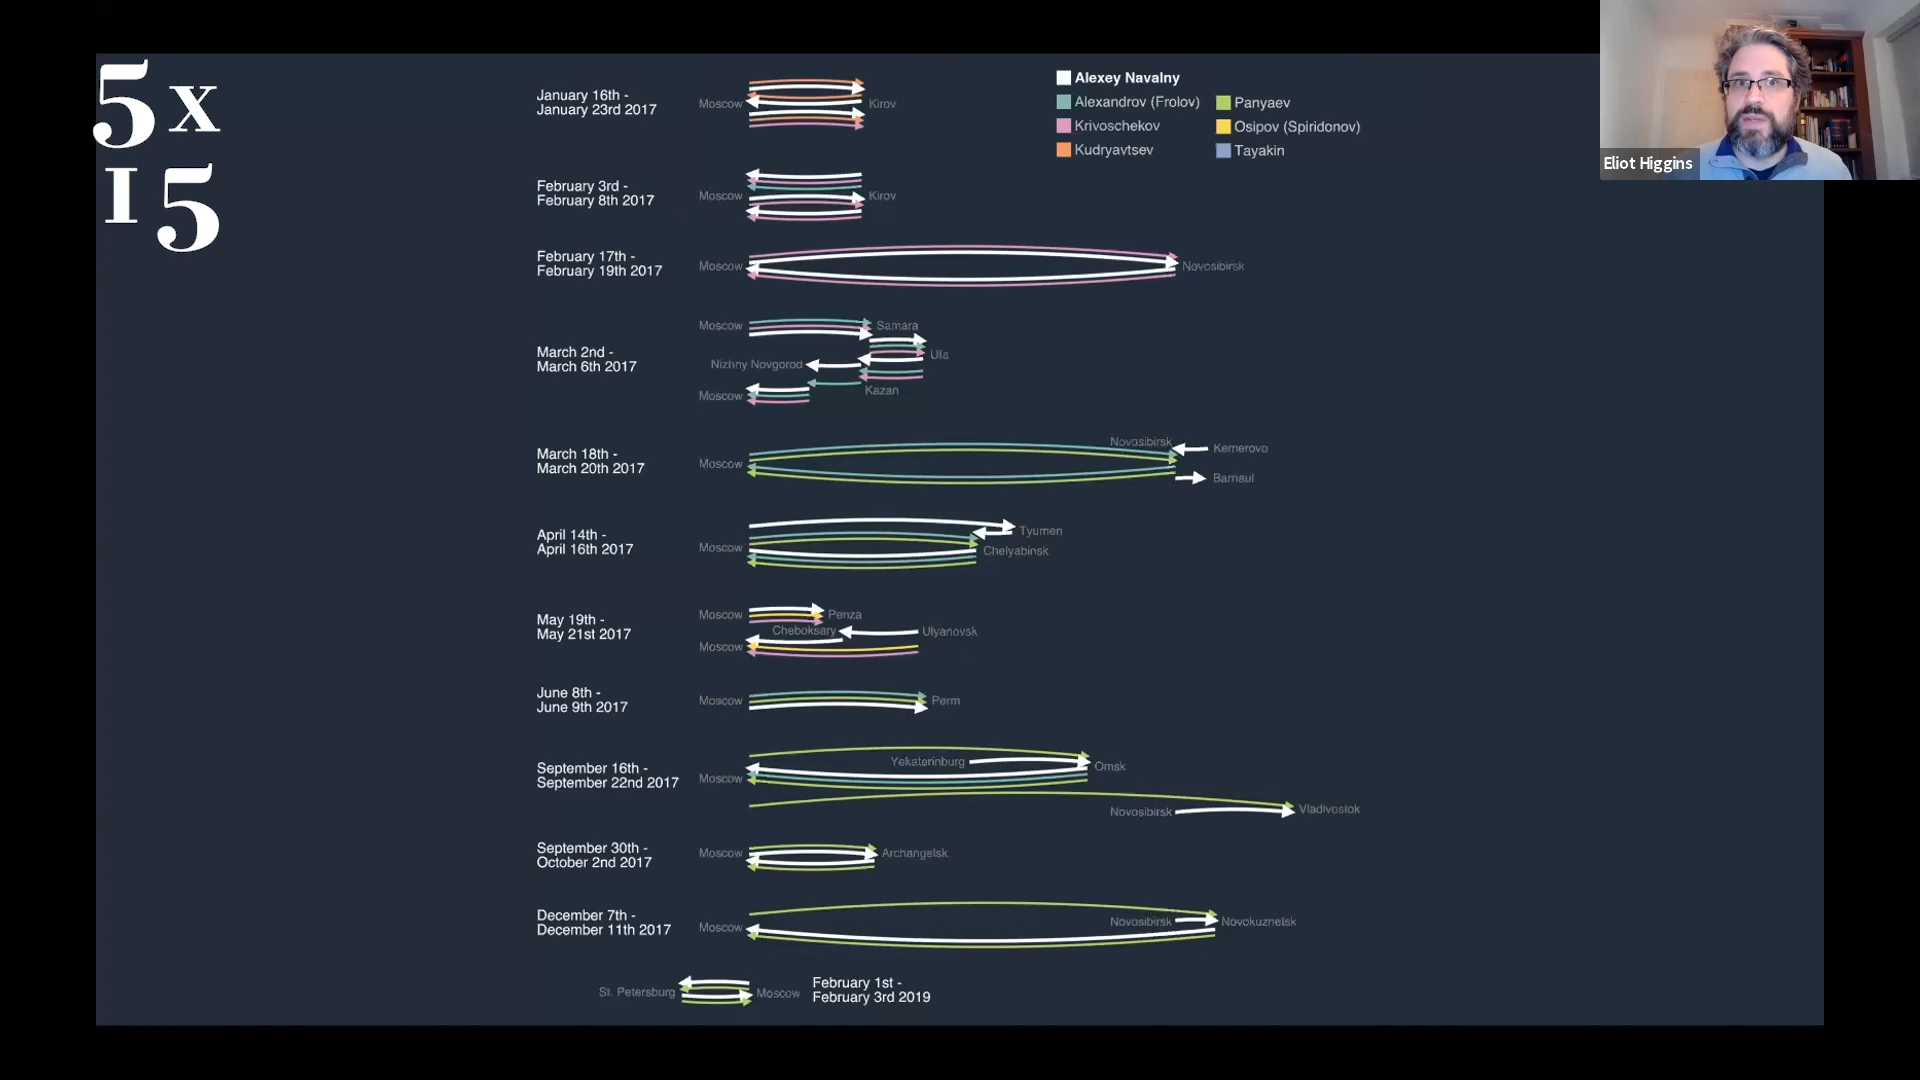 5 x
15
Eliot Higgins
Alexey Navalny
Alexandrov (Frolov)
Krivoschekov
Kudryavtsev
Panyaev
Osipov (Spiridonov)
Tayakin
January 16th -
January 23rd 2017
Moscow
Kirov
February 3rd -
February 8th 2017
Moscow
Kirov
February 17th -
February 19th 2017
Moscow
Novosibirsk
March 2nd -
March 6th 2017
Moscow
Samara
Ufa
Nizhny Novgorod
Kazan
Moscow
March 18th -
March 20th 2017
Moscow
Novosibirsk
Kemerovo
Barnaul
April 14th -
April 16th 2017
Moscow
Tyumen
Chelyabinsk
May 19th -
May 21st 2017
Moscow
Penza
Cheboksary
Ulyanovsk
Moscow
June 8th -
June 9th 2017
Moscow
Perm
September 16th -
September 22nd 2017
Moscow
Yekaterinburg
Omsk
Novosibirsk
Vladivostok
September 30th -
October 2nd 2017
Moscow
Archangelsk
December 7th -
December 11th 2017
Moscow
Novosibirsk
Novokuznetsk
St. Petersburg
Moscow
February 1st -
February 3rd 2019